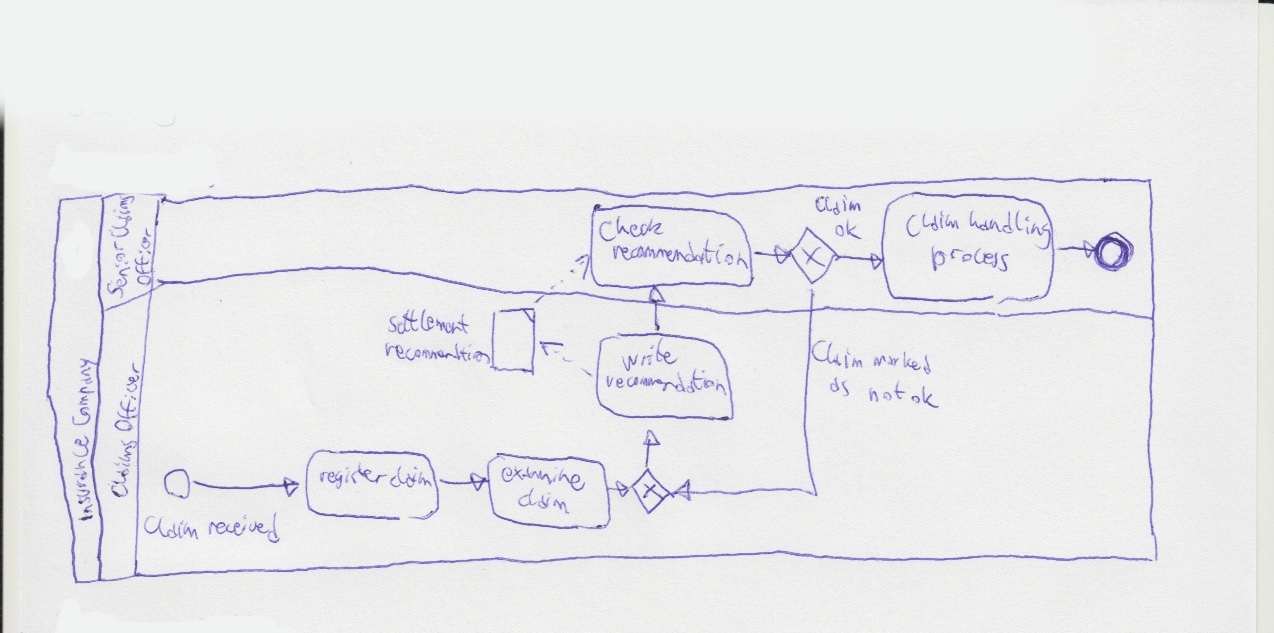 Insurance Company
Senior Claims
Officer
Claims Officer
Check
recommendation
Claim
ok
Claim handling
process
settlement
recommendation
write
recommendation
Claim marked
as not ok
register claim
examine
claim
Claim received